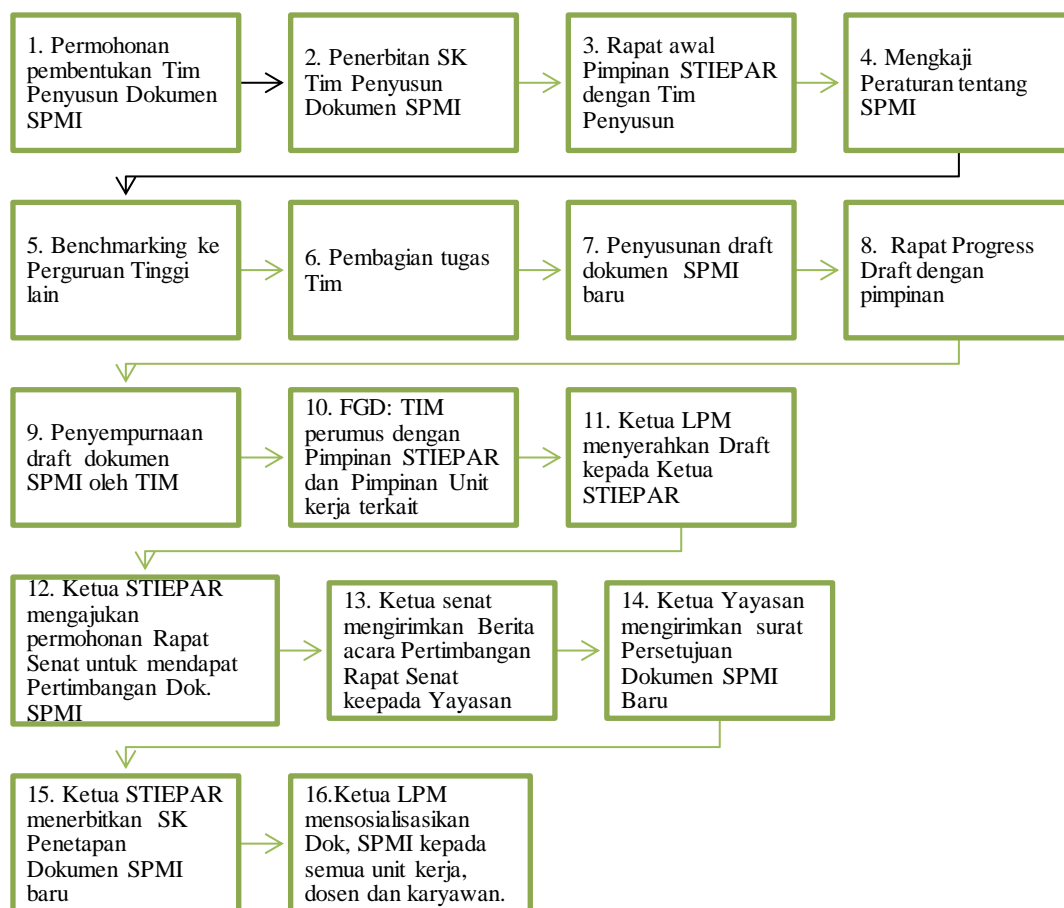 1. Permohonan
pembentukan Tim
Penyusun Dokumen
SPMI
2. Penerbitan SK
Tim Penyusun
Dokumen SPMI
3. Rapat awal
Pimpinan STIEPAR
dengan Tim
Penyusun
4. Mengkaji
Peraturan tentang
SPMI
5. Benchmarking ke
Perguruan Tinggi
lain
6. Pembagian tugas
Tim
7. Penyusunan draft
dokumen SPMI
baru
8. Rapat Progress
Draft dengan
pimpinan
9. Penyempurnaan
draft dokumen
SPMI oleh TIM
10. FGD: TIM
perumus dengan
Pimpinan STIEPAR
dan Pimpinan Unit
kerja terkait
11. Ketua LPM
menyerahkan Draft
kepada Ketua
STIEPAR
12. Ketua STIEPAR
mengajukan
permohonan Rapat
Senat untuk mendapat
Pertimbangan Dok.
SPMI
13. Ketua senat
mengirimkan Berita
acara Pertimbangan
Rapat Senat
keepada Yayasan
14. Ketua Yayasan
mengirimkan surat
Persetujuan
Dokumen SPMI
Baru
15. Ketua STIEPAR
menerbitkan SK
Penetapan
Dokumen SPMI
baru
16.Ketua LPM
mensosialisasikan
Dok, SPMI kepada
semua unit kerja,
dosen dan karyawan.